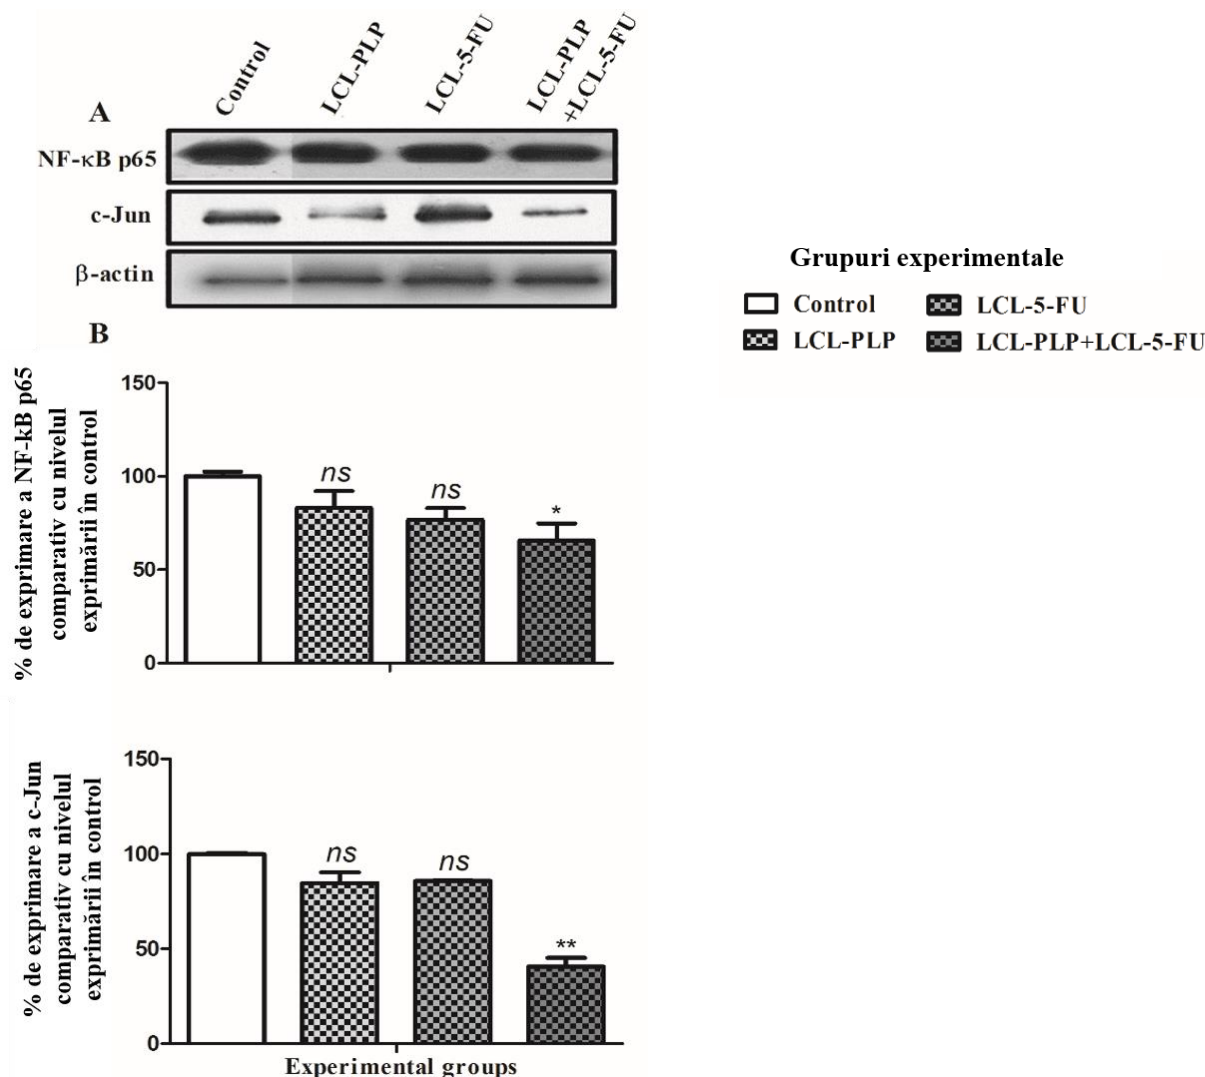 Control
LCL-PLP
LCL-5-FU
LCL-PLP
+LCL-5-FU
A
NF-κB p65
c-Jun
β-actin
Grupuri experimentale
Control
LCL-5-FU
LCL-PLP
LCL-PLP+LCL-5-FU
B
% de exprimare a NF-kB p65
comparativ cu nivelul
exprimării în control
150
100
50
0
ns
ns
*
% de exprimare a c-Jun
comparativ cu nivelul
exprimării în control
150
100
50
0
ns
ns
**
Experimental groups